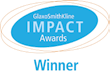 GlaxoSmithKline
IMPACT
Awards
Winner